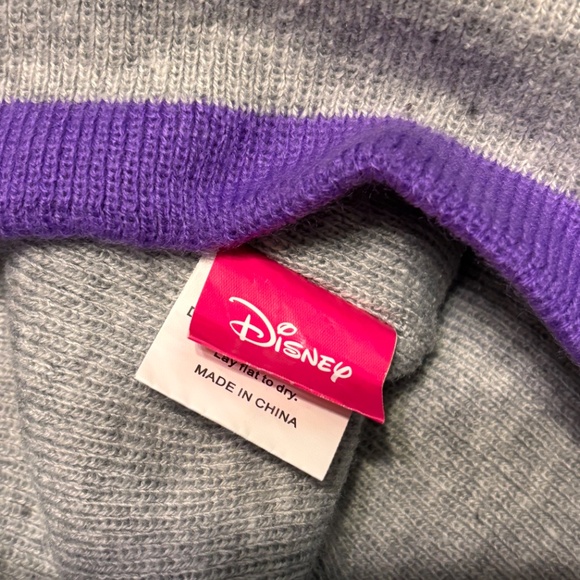 Disney
Lay flat to dry.
MADE IN CHINA